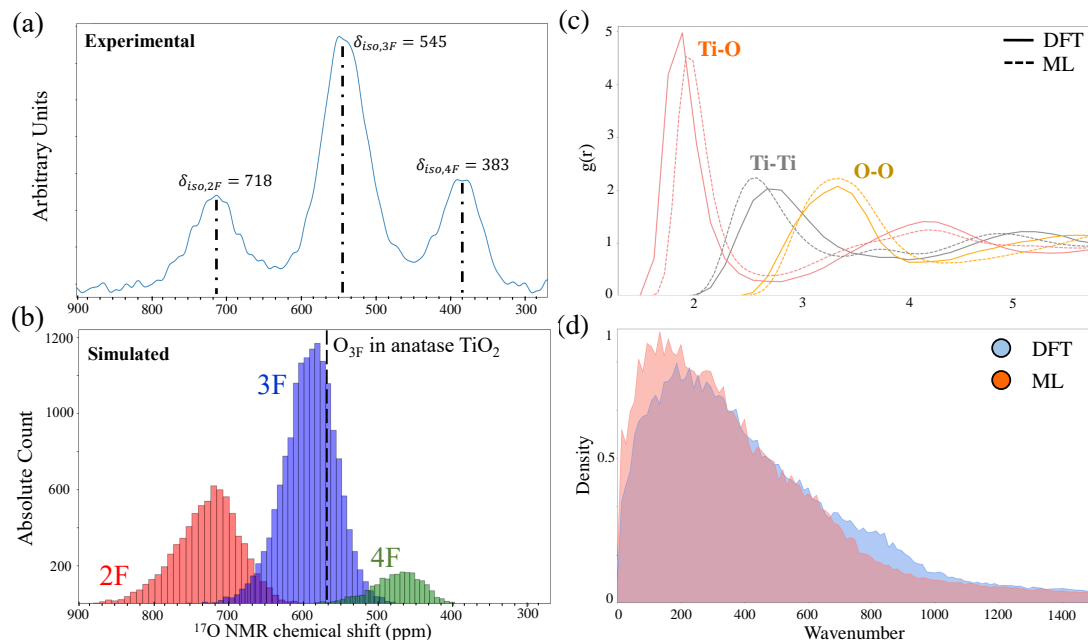 (a)
Experimental
δiso,3F = 545
δiso,2F = 718
δiso,4F = 383
Arbitrary Units
900 800 700 600 500 400 300
(b)
Simulated
O3F in anatase TiO2
3F
2F
4F
1200
1000
600
200
Absolute Count
900 800 700 600 500 400 300
17O NMR chemical shift (ppm)
(c)
Ti-O
DFT
ML
Ti-Ti
O-O
5
4
3
2
1
0
g(r)
2 3 4 5
(d)
DFT
ML
1
0.5
0
Density
0 200 400 600 800 1000 1200 1400
Wavenumber